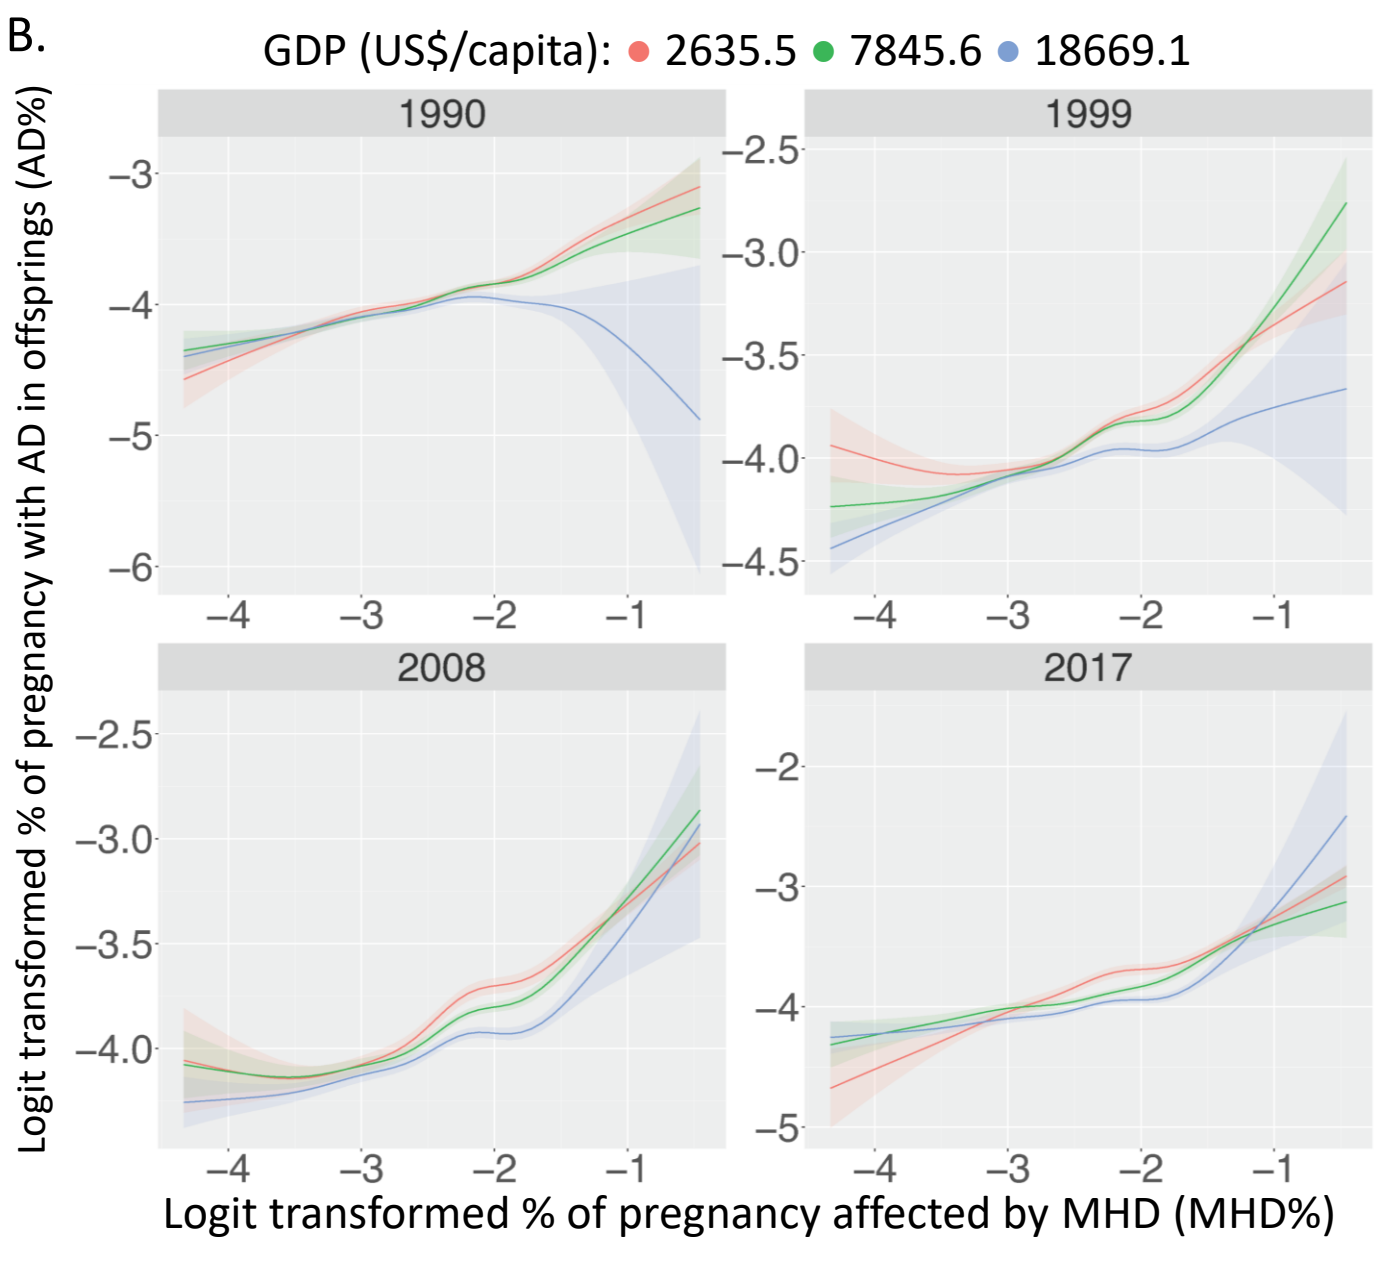 B.
GDP (US$/capita): 2635.5 7845.6 18669.1
Logit transformed % of pregnancy with AD in offsprings (AD%)
1990
−3
−4
−5
−6
−4 −3 −2 −1
1999
−2.5
−3.0
−3.5
−4.0
−4.5
−4 −3 −2 −1
2008
−2.5
−3.0
−3.5
−4.0
−4 −3 −2 −1
2017
−2
−3
−4
−5
−4 −3 −2 −1
Logit transformed % of pregnancy affected by MHD (MHD%)